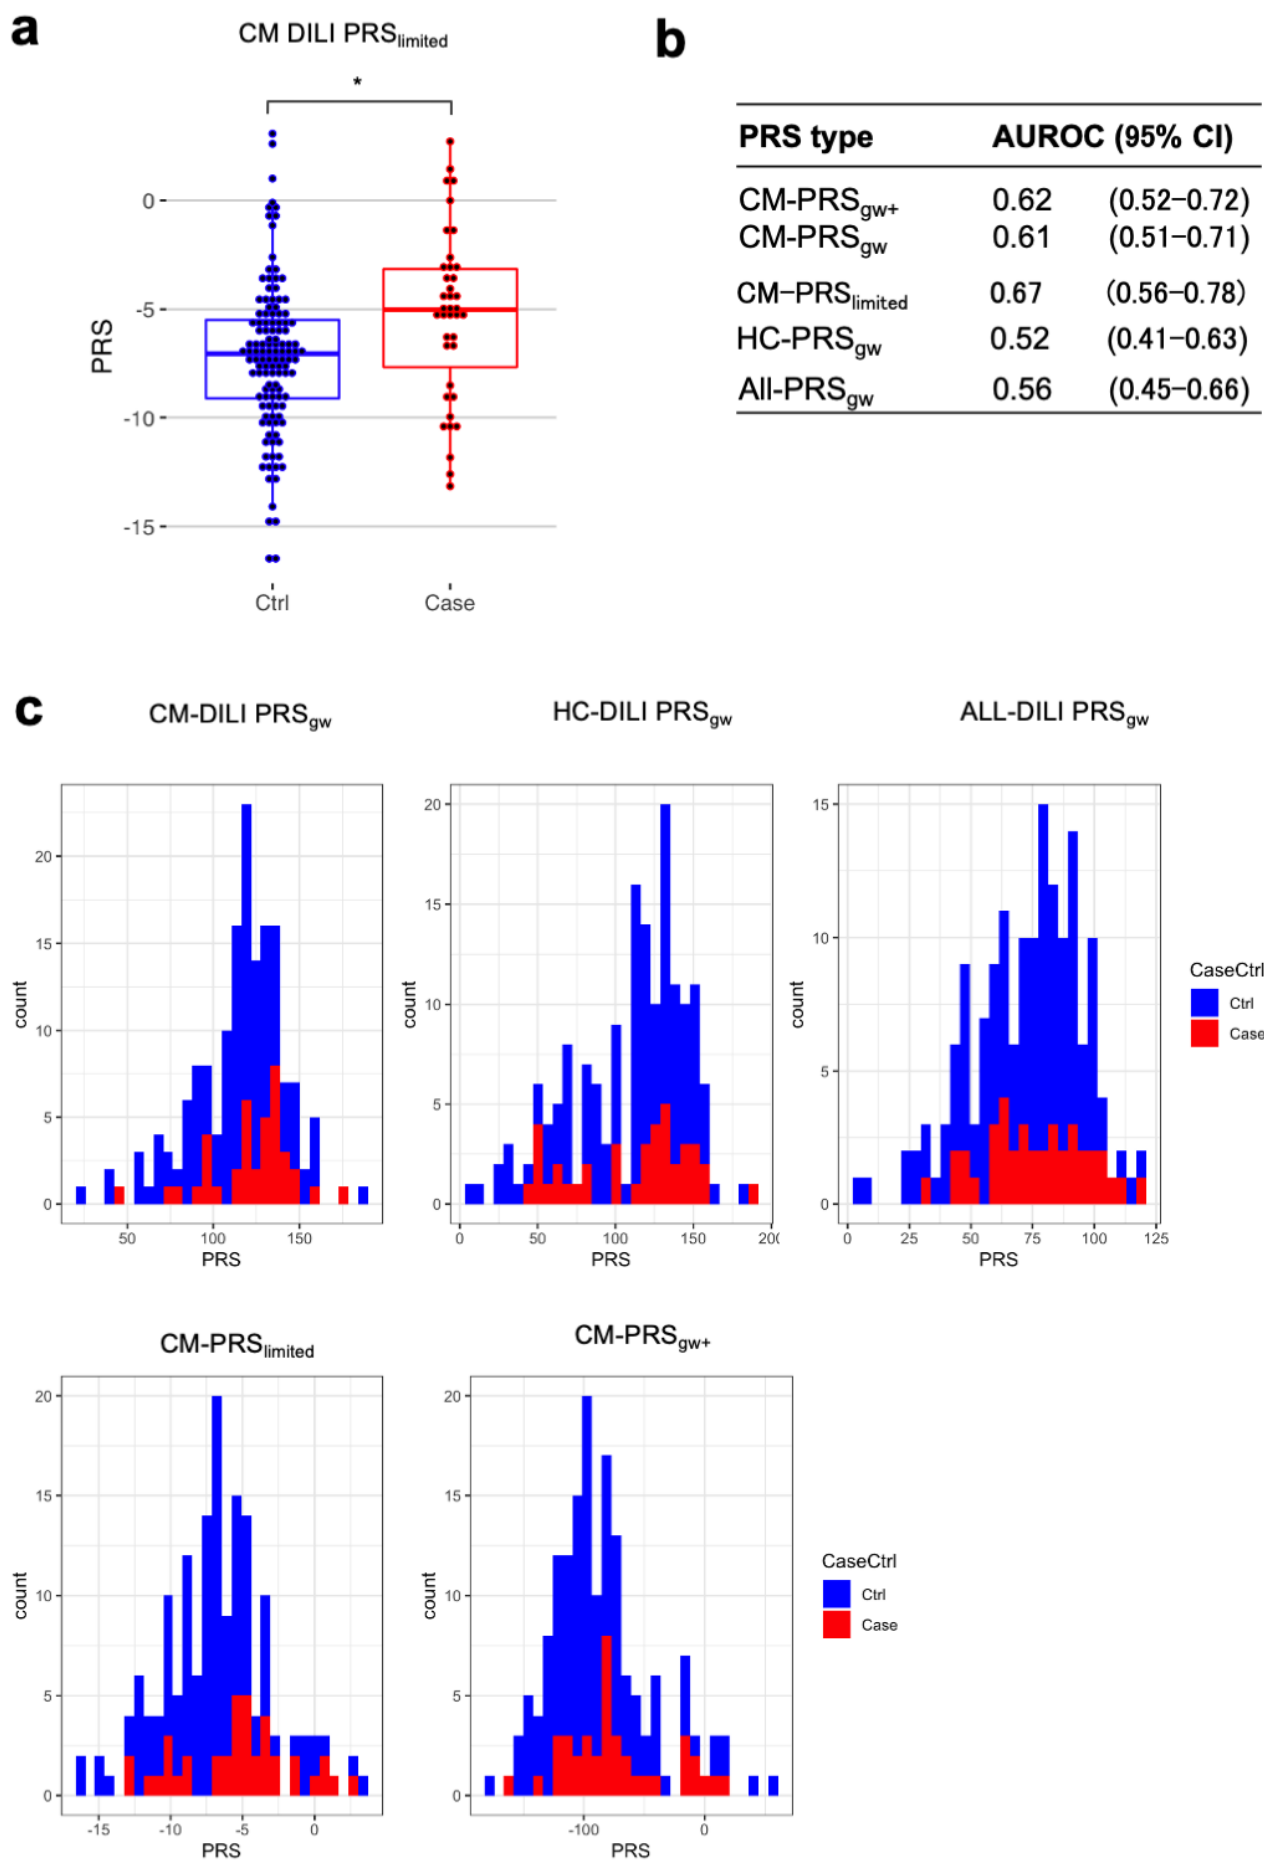 a
CM DILI PRSlimited
*
PRS
0
-5
-10
-15
Ctrl
Case
b
PRS type AUROC (95% CI)
CM-PRSgw+ 0.62 (0.52−0.72)
CM-PRSgw 0.61 (0.51−0.71)
CM−PRSlimited 0.67 (0.56−0.78)
HC-PRSgw 0.52 (0.41−0.63)
All-PRSgw 0.56 (0.45−0.66)
c
CM-DILI PRSgw
count
20
15
10
5
0
50 100 150
PRS
HC-DILI PRSgw
count
20
15
10
5
0
0 50 100 150 200
PRS
ALL-DILI PRSgw
count
15
10
5
0
0 25 50 75 100 125
PRS
CaseCtrl
Ctrl
Case
CM-PRSlimited
count
20
15
10
5
0
-15 -10 -5 0
PRS
CM-PRSgw+
count
20
15
10
5
0
-100 0
PRS
CaseCtrl
Ctrl
Case